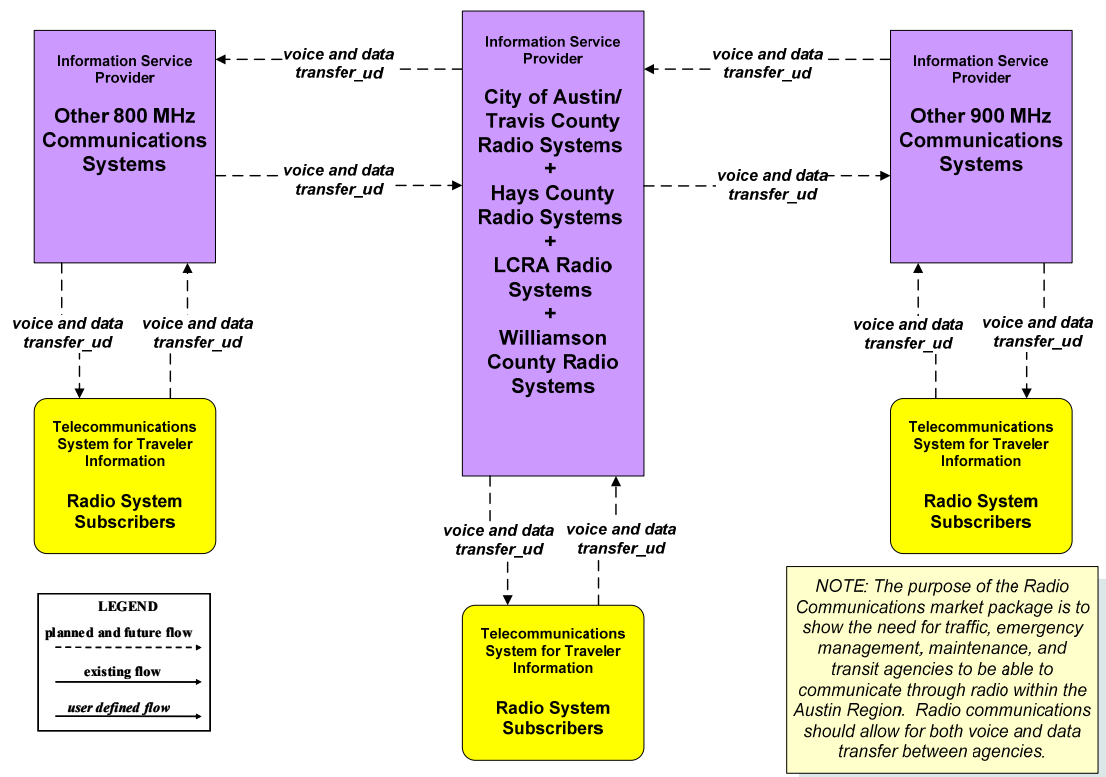 Information Service
Provider
Other 800 MHz
Communications
Systems
voice and data
transfer_ud
voice and data
transfer_ud
Information Service
Provider
City of Austin/
Travis County
Radio Systems
+
Hays County
Radio Systems
+
LCRA Radio
Systems
+
Williamson
County Radio
Systems
voice and data
transfer_ud
voice and data
transfer_ud
Information Service
Provider
Other 900 MHz
Communications
Systems
voice and data
transfer_ud
voice and data
transfer_ud
voice and data
transfer_ud
voice and data
transfer_ud
Telecommunications
System for Traveler
Information
Radio System
Subscribers
Telecommunications
System for Traveler
Information
Radio System
Subscribers
voice and data
transfer_ud
voice and data
transfer_ud
Telecommunications
System for Traveler
Information
Radio System
Subscribers
LEGEND
planned and future flow
existing flow
user defined flow
NOTE: The purpose of the Radio
Communications market package is to
show the need for traffic, emergency
management, maintenance, and
transit agencies to be able to
communicate through radio within the
Austin Region. Radio communications
should allow for both voice and data
transfer between agencies.